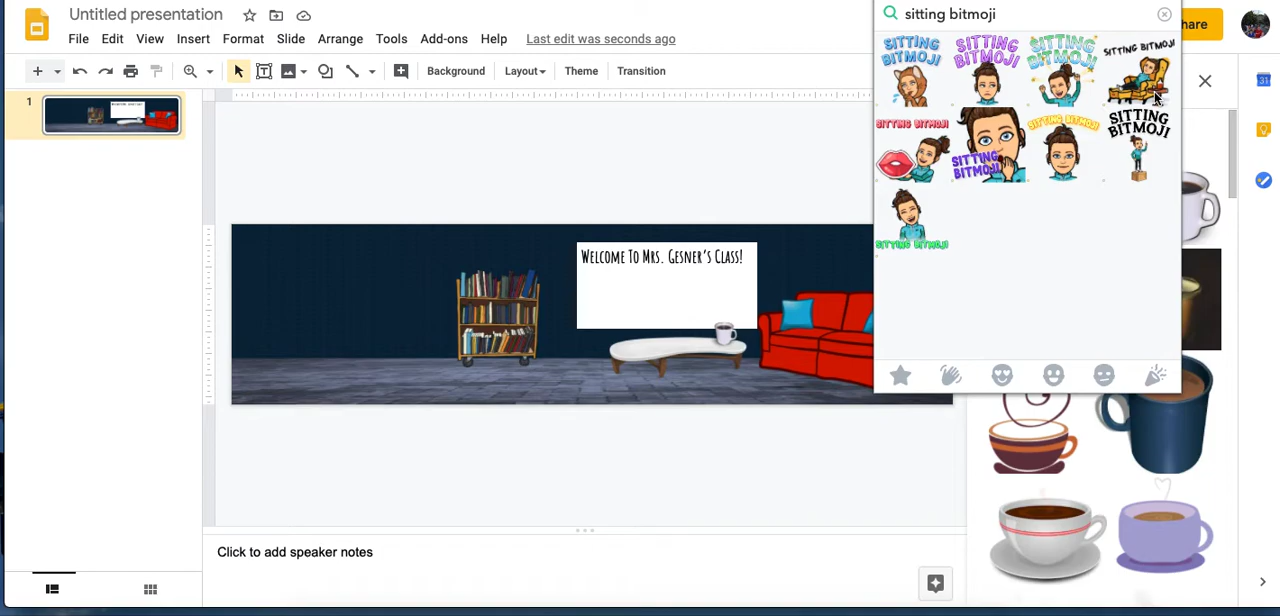 Untitled presentation
File Edit View Insert Format Slide Arrange Tools Add-ons Help Last edit was seconds ago
Background Layout Theme Transition
1
WELCOME TO MRS. GESNER'S CLASS!
Click to add speaker notes
sitting bitmoji
hare
SITTING BITMOJI
SITTING BITMOJI
SITTING BITMOJI
SITTING BITMOJI
SITTING BITMOJI
SITTING BITMOJI
SITTING BITMOJI
SITTING BITMOJI
SITTING BITMOJI
31